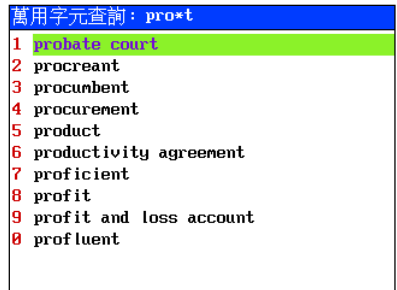 萬用字元查詢: pro*t
1 probate court
2 procreant
3 procumbent
4 procurement
5 product
6 productivity agreement
7 proficient
8 profit
9 profit and loss account
0 profluent